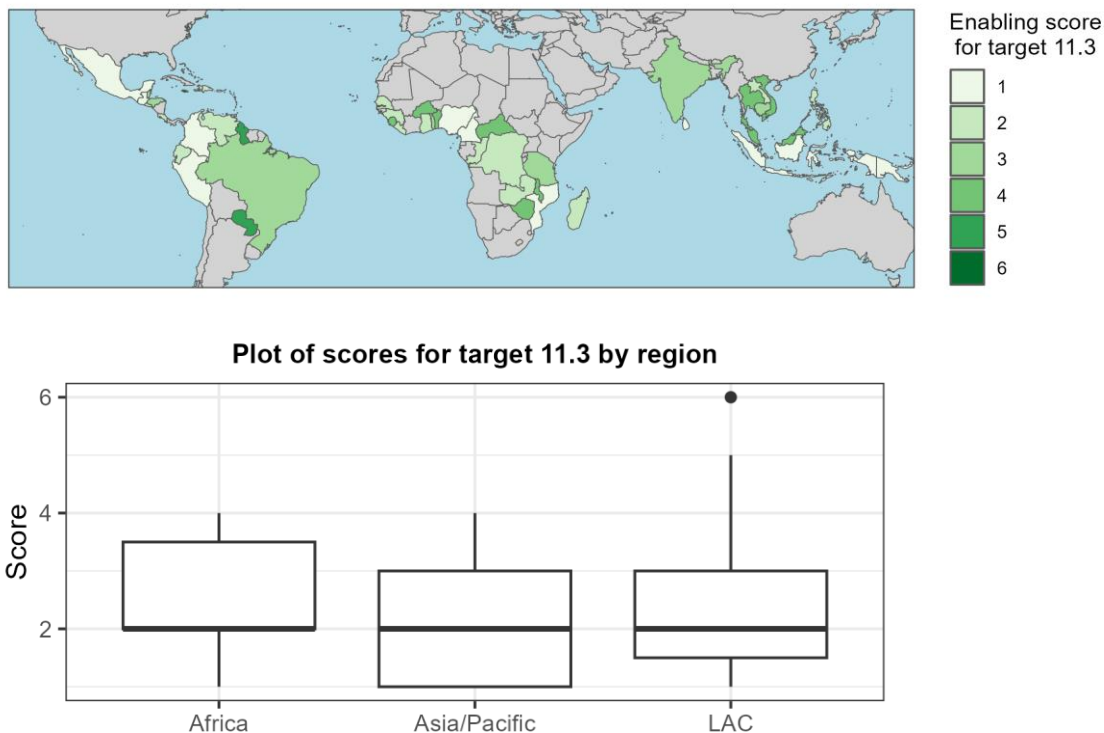 Enabling score
for target 11.3
1
2
3
4
5
6
Plot of scores for target 11.3 by region
Score
6
4
2
Africa
Asia/Pacific
LAC